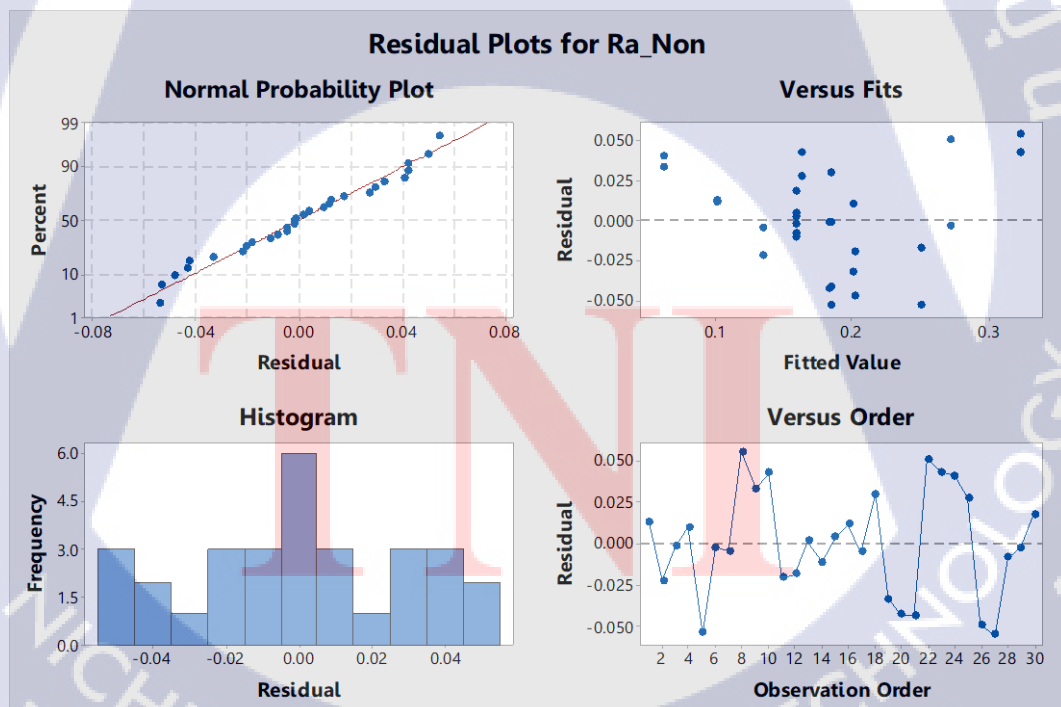 Residual Plots for Ra_Non
Normal Probability Plot
99
90
50
10
1
Percent
-0.08 -0.04 0.00 0.04 0.08
Residual
Versus Fits
0.050
0.025
0.000
-0.025
-0.050
Residual
0.1 0.2 0.3
Fitted Value
Histogram
6.0
4.5
3.0
1.5
0.0
Frequency
-0.04 -0.02 0.00 0.02 0.04
Residual
Versus Order
0.050
0.025
0.000
-0.025
-0.050
Residual
2 4 6 8 10 12 14 16 18 20 22 24 26 28 30
Observation Order
TNI